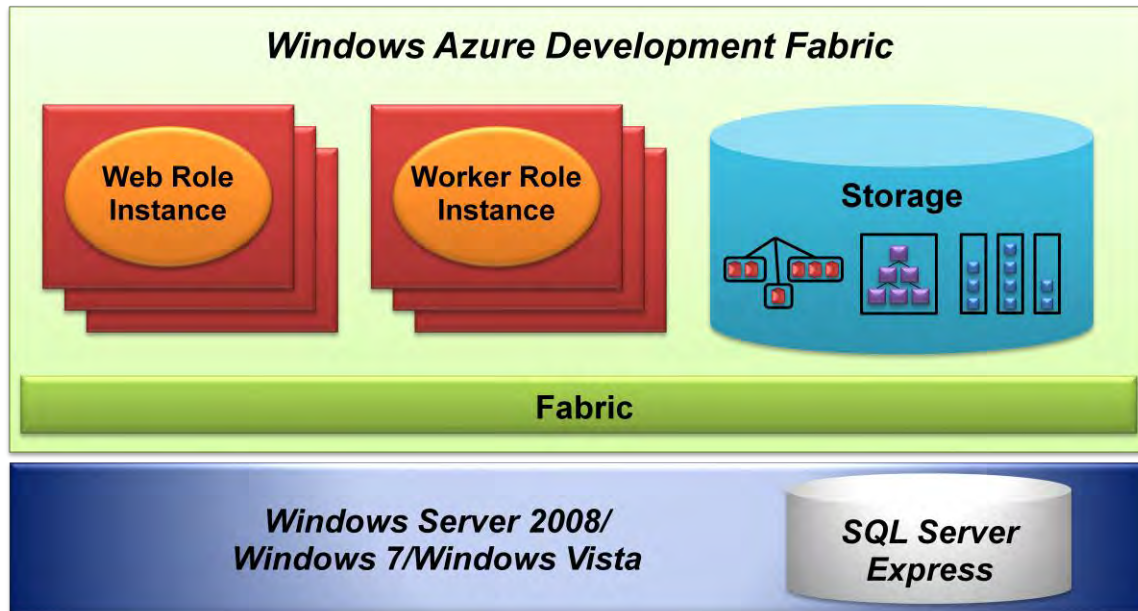 Windows Azure Development Fabric
Web Role
Instance
Worker Role
Instance
Storage
Fabric
Windows Server 2008/
Windows 7/Windows Vista
SQL Server
Express